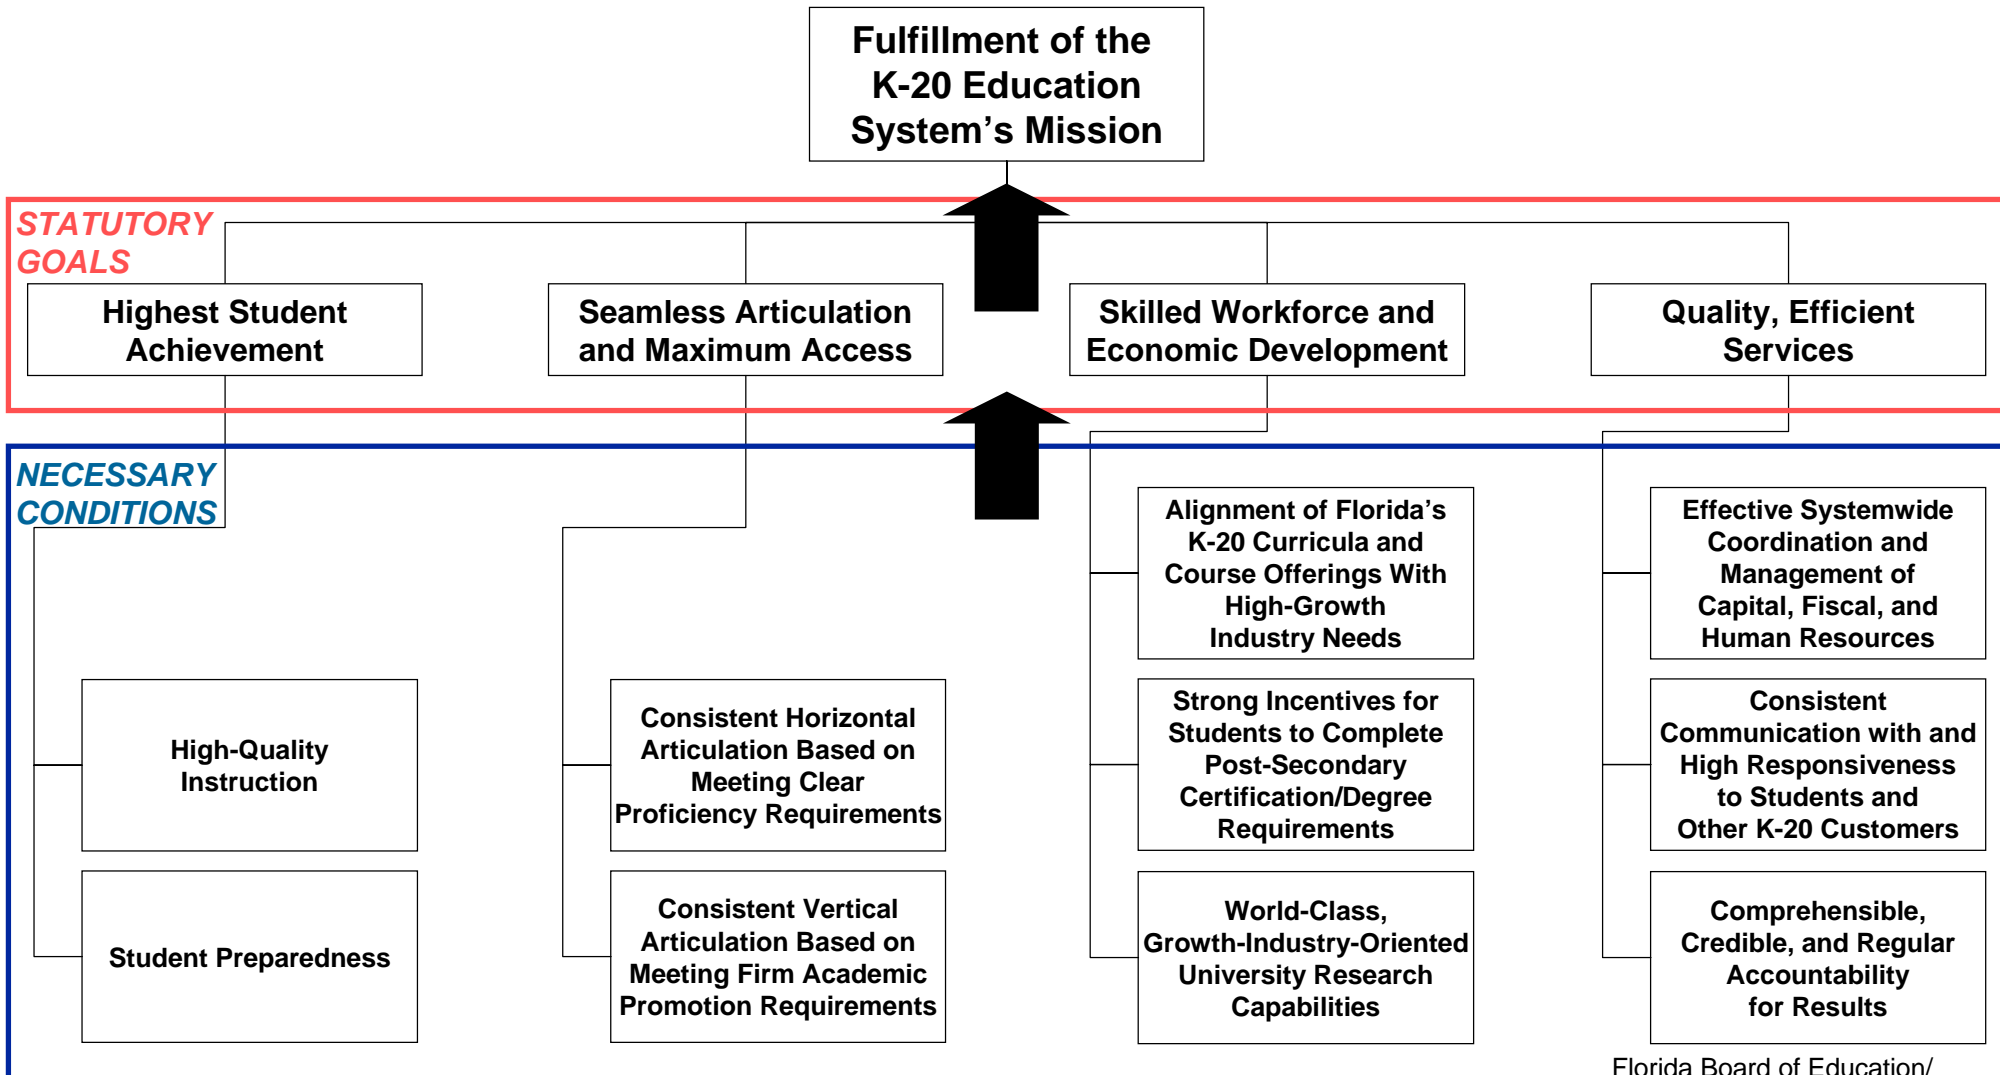 Fulfillment of the
K-20 Education
System’s Mission
STATUTORY
GOALS
Highest Student
Achievement
Seamless Articulation
and Maximum Access
Skilled Workforce and
Economic Development
Quality, Efficient
Services
NECESSARY
CONDITIONS
High-Quality
Instruction
Student Preparedness
Consistent Horizontal
Articulation Based on
Meeting Clear
Proficiency Requirements
Consistent Vertical
Articulation Based on
Meeting Firm Academic
Promotion Requirements
Alignment of Florida’s
K-20 Curricula and
Course Offerings With
High-Growth
Industry Needs
Strong Incentives for
Students to Complete
Post-Secondary
Certification/Degree
Requirements
World-Class,
Growth-Industry-Oriented
University Research
Capabilities
Effective Systemwide
Coordination and
Management of
Capital, Fiscal, and
Human Resources
Consistent
Communication with and
High Responsiveness
to Students and
Other K-20 Customers
Comprehensible,
Credible, and Regular
Accountability
for Results
Florida Board of Education/